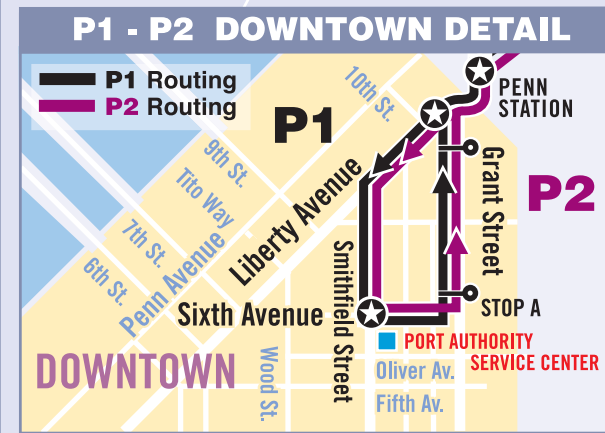 P1 - P2 DOWNTOWN DETAIL
P1 Routing
P2 Routing
10th St.
PENN
STATION
P1
9th St.
Tito Way
Liberty Avenue
Grant Street
P2
7th St.
Penn Avenue
6th St.
Smithfield Street
Sixth Avenue
STOP A
PORT AUTHORITY
SERVICE CENTER
DOWNTOWN
Wood St.
Oliver Av.
Fifth Av.